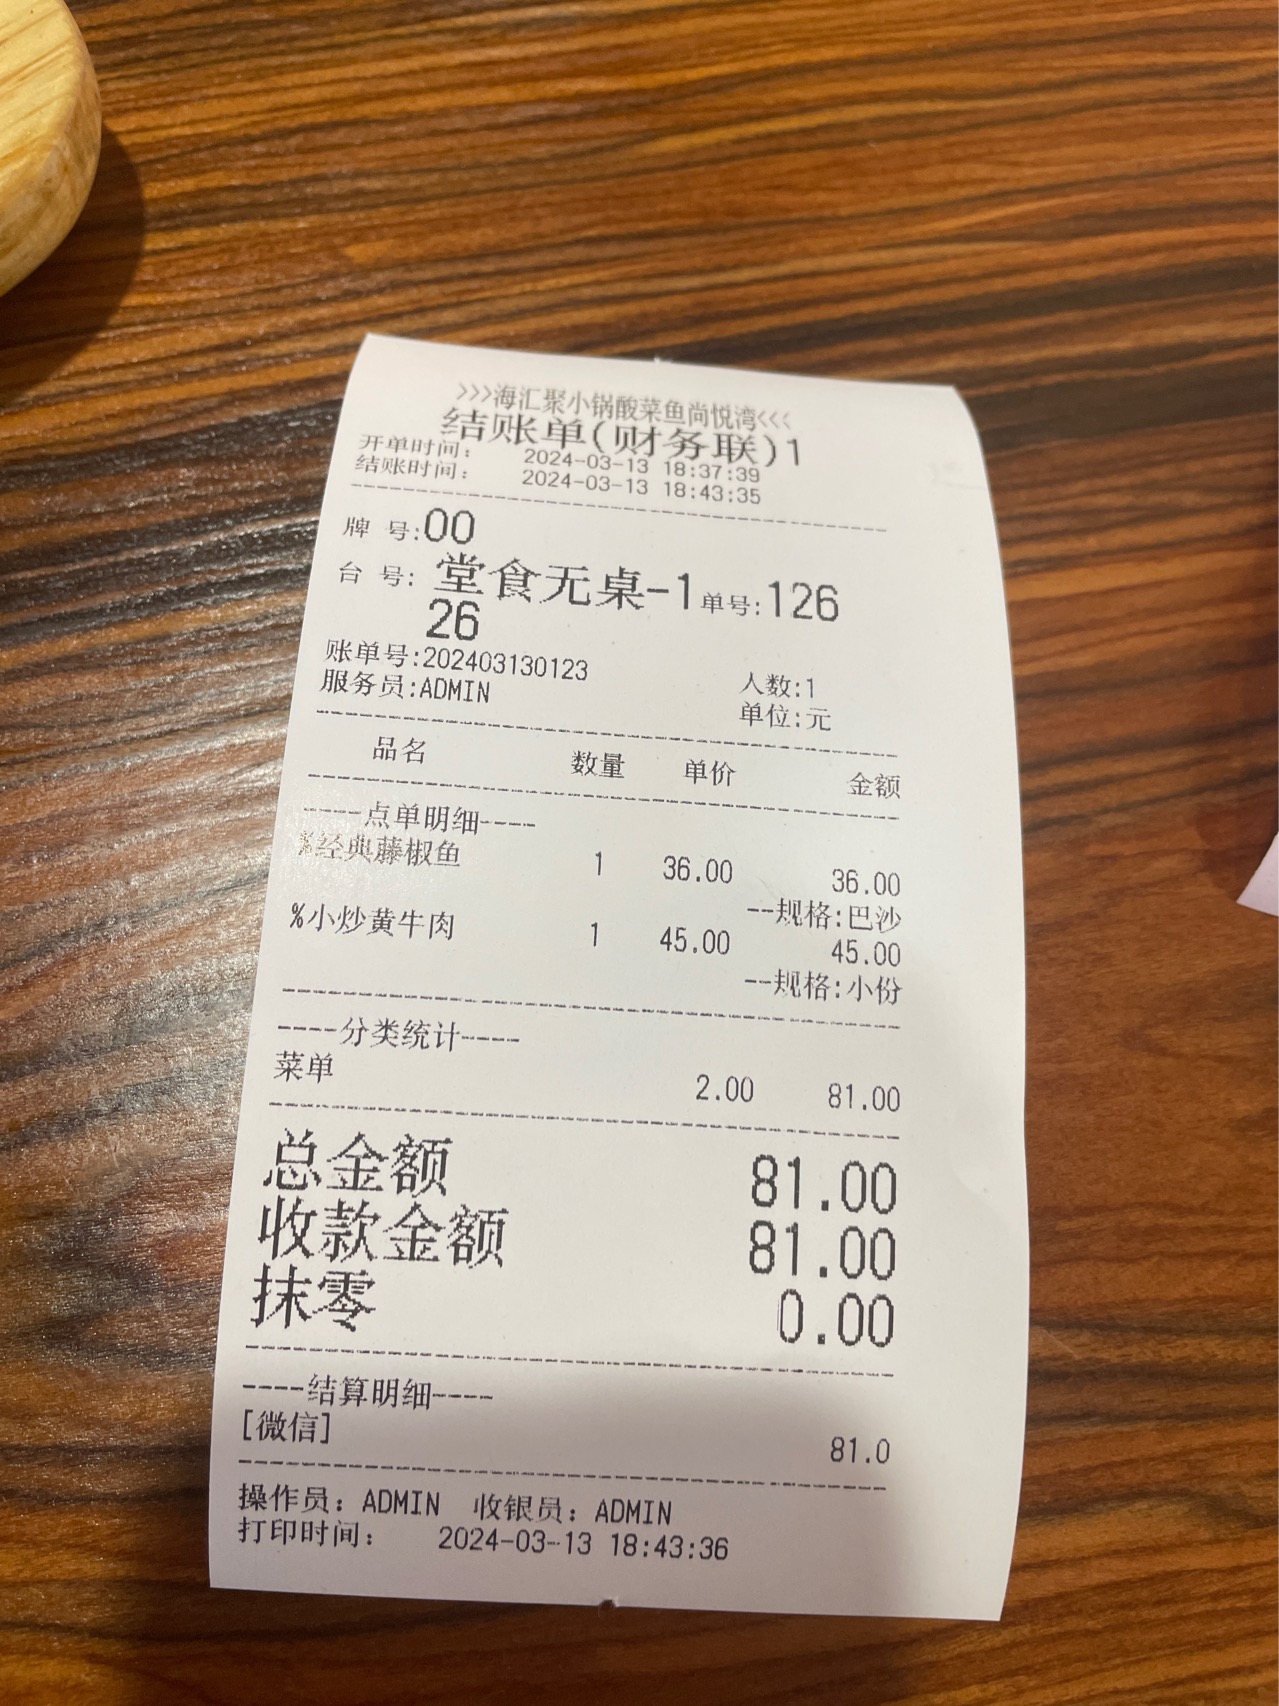 >>>海汇聚小锅酸菜鱼尚悦湾<<<
结账单(财务联)1
开单时间: 2024-03-13 18:37:39
结账时间: 2024-03-13 18:43:35
牌 号:00
台 号: 堂食无桌-1 单号:126
26
账单号:202403130123 人数:1
服务员:ADMIN 单位:元
品名 数量 单价 金额
----点单明细----
%经典藤椒鱼 1 36.00 36.00
--规格:巴沙
%小炒黄牛肉 1 45.00 45.00
--规格:小份
----分类统计----
菜单 2.00 81.00
总金额 81.00
收款金额 81.00
抹零 0.00
----结算明细----
[微信] 81.0
操作员: ADMIN 收银员: ADMIN
打印时间: 2024-03-13 18:43:36